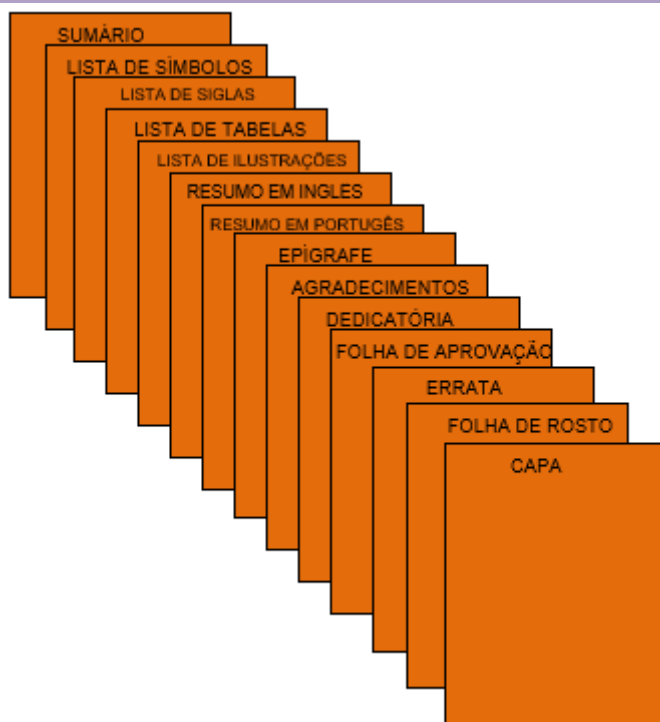 SUMÁRIO
LISTA DE SÍMBOLOS
LISTA DE SIGLAS
LISTA DE TABELAS
LISTA DE ILUSTRAÇÕES
RESUMO EM INGLES
RESUMO EM PORTUGÊS
EPÍGRAFE
AGRADECIMENTOS
DEDICATÓRIA
FOLHA DE APROVAÇÃO
ERRATA
FOLHA DE ROSTO
CAPA